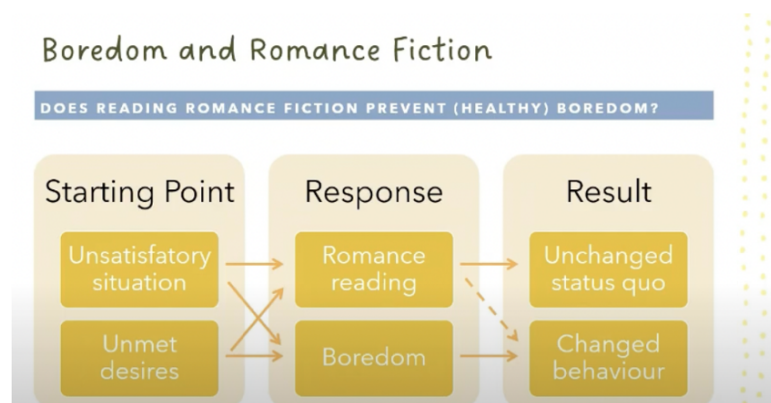 Boredom and Romance Fiction
DOES READING ROMANCE FICTION PREVENT (HEALTHY) BOREDOM?
Starting Point
Unsatisfatory
situation
Unmet
desires
Response
Romance
reading
Boredom
Result
Unchanged
status quo
Changed
behaviour